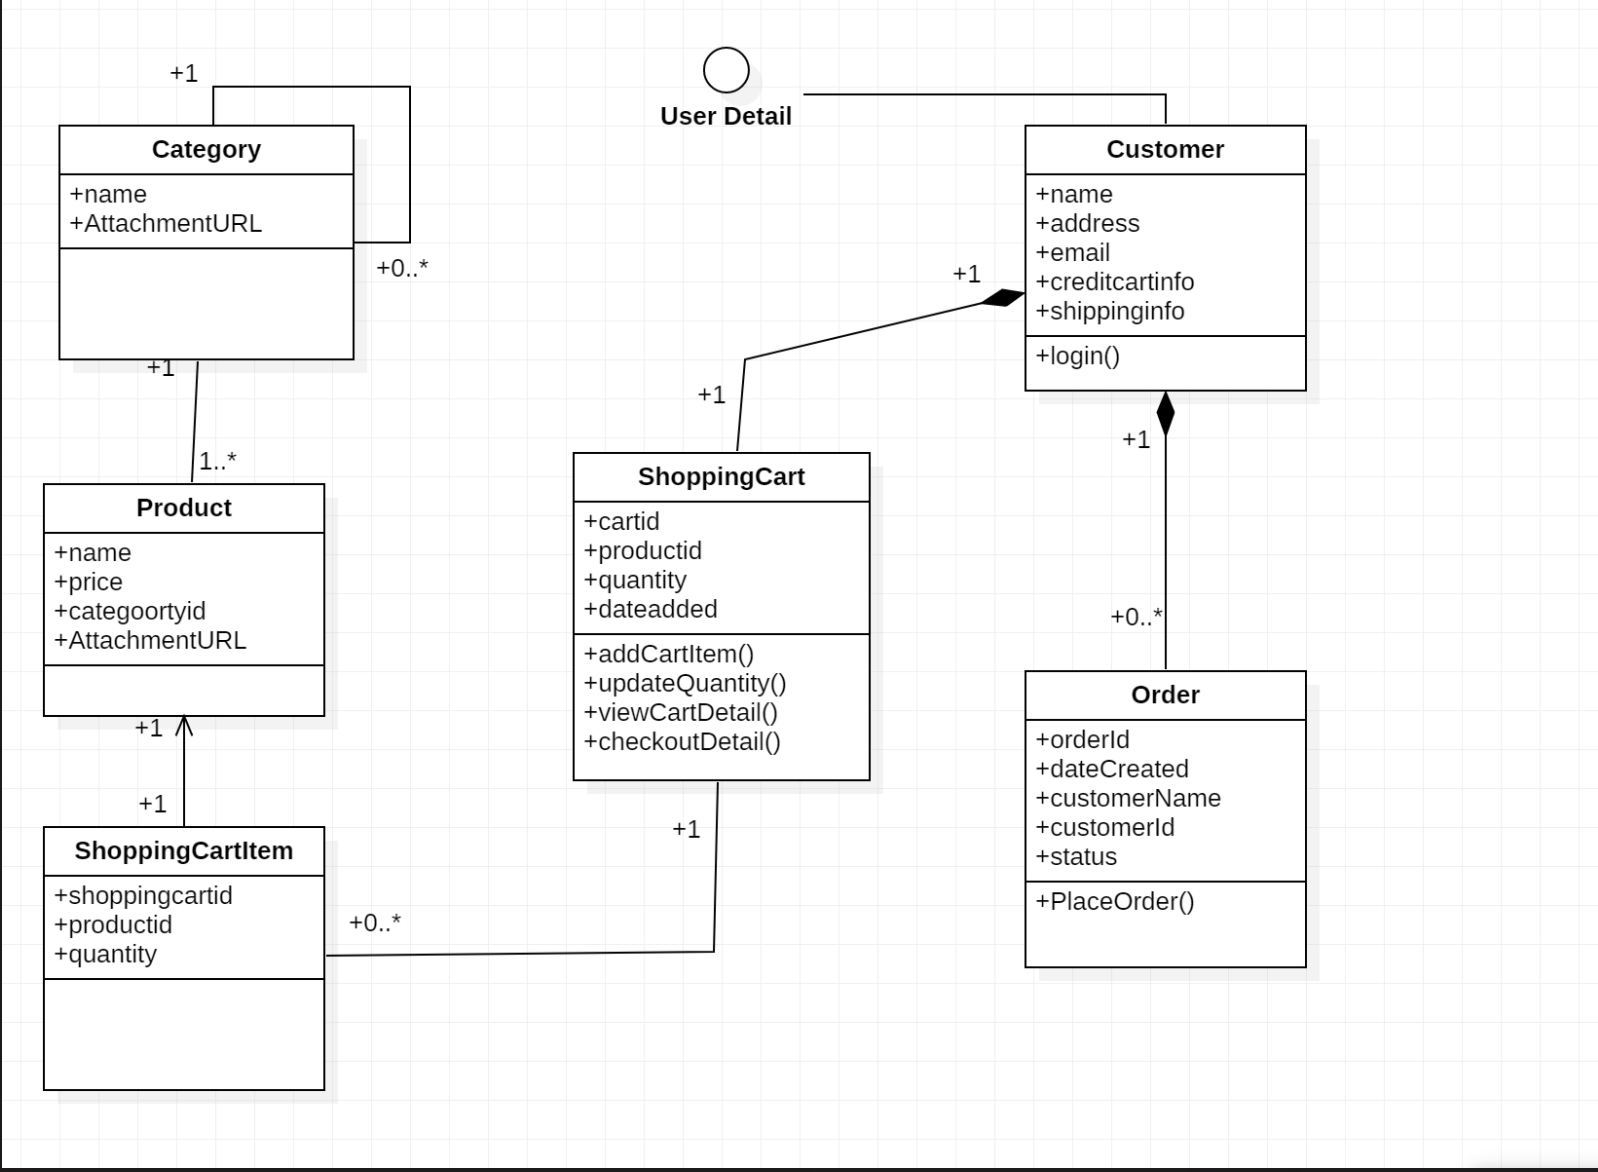 +1
User Detail
Category
+name
+AttachmentURL
+0..*
+1
1..*
Product
+name
+price
+categoortyid
+AttachmentURL
+1
+1
ShoppingCartItem
+shoppingcartid
+productid
+quantity
+0..*
+1
+1
ShoppingCart
+cartid
+productid
+quantity
+dateadded
+addCartItem()
+updateQuantity()
+viewCartDetail()
+checkoutDetail()
+1
Customer
+name
+address
+email
+creditcartinfo
+shippinginfo
+login()
+1
+0..*
Order
+orderId
+dateCreated
+customerName
+customerId
+status
+PlaceOrder()